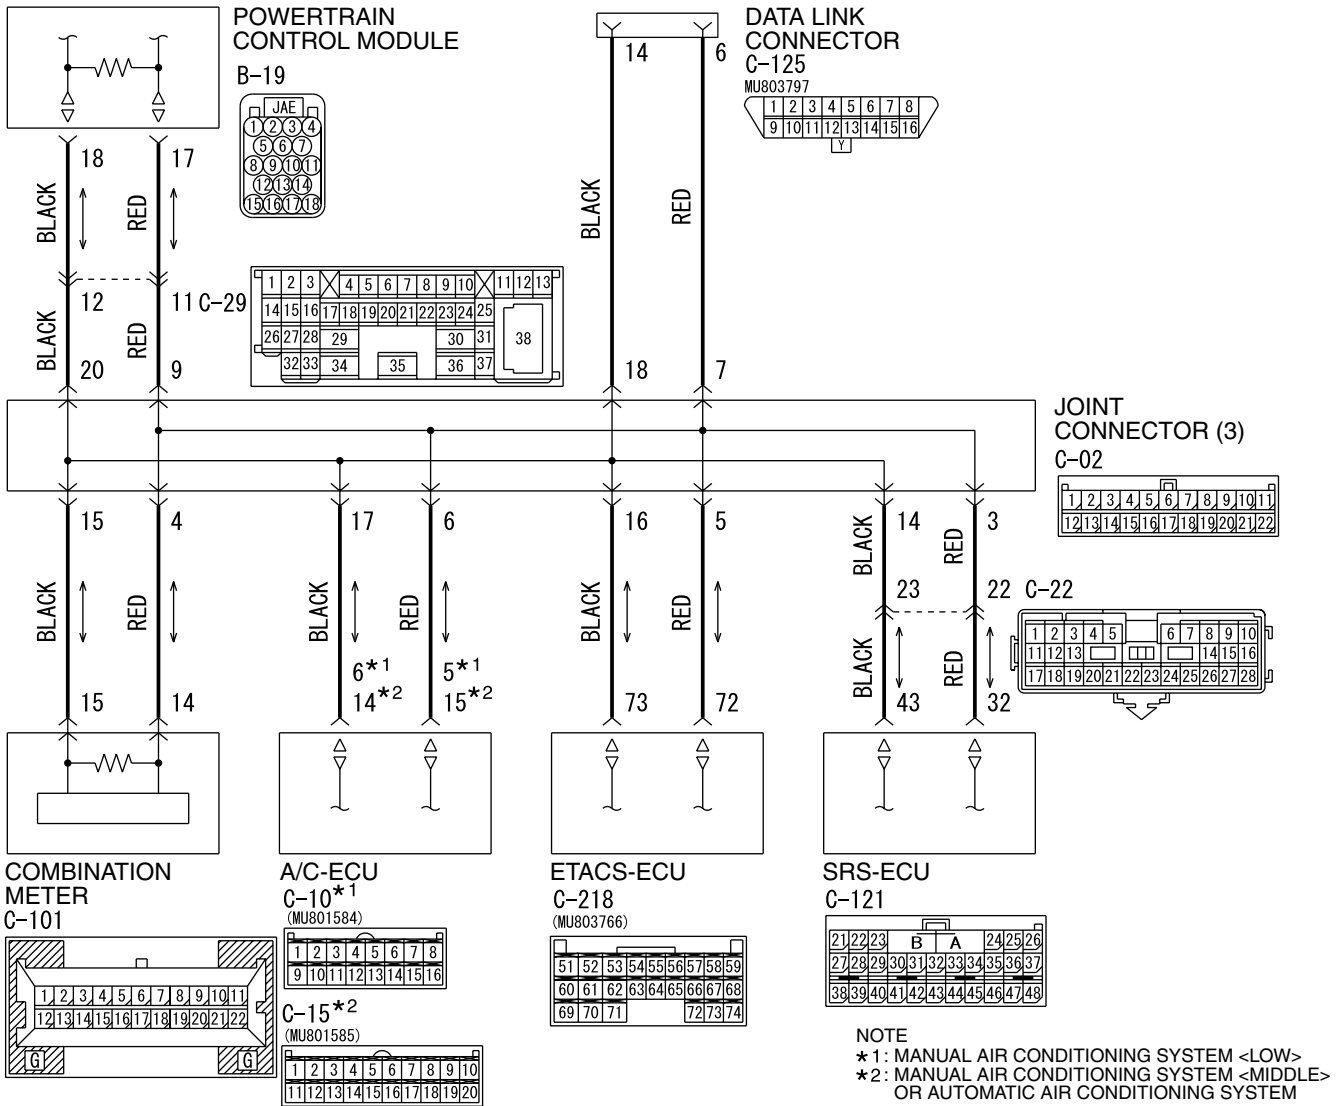 POWERTRAIN
CONTROL MODULE
B-19
JAE
1 2 3 4
5 6 7
8 9 10 11
12 13 14
15 16 17 18
DATA LINK
CONNECTOR
C-125
MU803797
1 2 3 4 5 6 7 8
9 10 11 12 13 14 15 16
Y
14 6
18 17
BLACK RED
BLACK RED
12 11 C-29
1 2 3 4 5 6 7 8 9 10 11 12 13
14 15 16 17 18 19 20 21 22 23 24 25
26 27 28 29 30 31 38
32 33 34 35 36 37
BLACK RED
20 9 18 7
JOINT
CONNECTOR (3)
C-02
1 2 3 4 5 6 7 8 9 10 11
12 13 14 15 16 17 18 19 20 21 22
15 4 17 6 16 5 14 3
BLACK RED
23 22 C-22
1 2 3 4 5 6 7 8 9 10
11 12 13 14 15 16
17 18 19 20 21 22 23 24 25 26 27 28
BLACK RED BLACK RED BLACK RED BLACK RED
6*1 5*1
14*2 15*2
15 14 73 72 43 32
COMBINATION
METER
C-101
1 2 3 4 5 6 7 8 9 10 11
12 13 14 15 16 17 18 19 20 21 22
G G
A/C-ECU
C-10*1
(MU801584)
1 2 3 4 5 6 7 8
9 10 11 12 13 14 15 16
C-15*2
(MU801585)
1 2 3 4 5 6 7 8 9 10
11 12 13 14 15 16 17 18 19 20
ETACS-ECU
C-218
(MU803766)
51 52 53 54 55 56 57 58 59
60 61 62 63 64 65 66 67 68
69 70 71 72 73 74
SRS-ECU
C-121
21 22 23 B A 24 25 26
27 28 29 30 31 32 33 34 35 36 37
38 39 40 41 42 43 44 45 46 47 48
NOTE
*1: MANUAL AIR CONDITIONING SYSTEM <LOW>
*2: MANUAL AIR CONDITIONING SYSTEM <MIDDLE>
OR AUTOMATIC AIR CONDITIONING SYSTEM